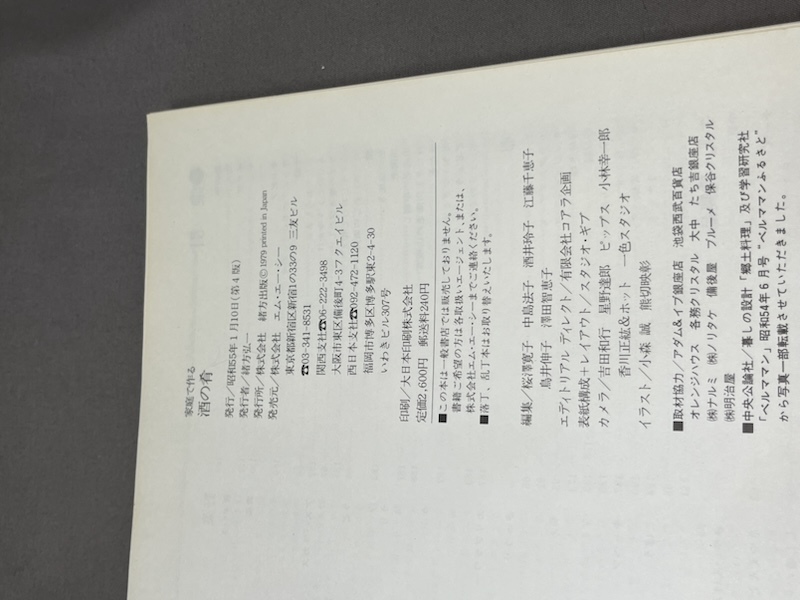 家庭で作る
酒の肴
発行／昭和55年1月10日(第4版)
発行者／緒方弘一
発行所／株式会社 緒方出版©1979 printed in Japan
発売元／株式会社 エム・エー・シー
東京都新宿区新宿1の33の9 三友ビル
☎03-341-8531
関西支社☎06-222-3498
大阪市東区備後町4-3フクエイビル
西日本支社☎092-472-1120
福岡市博多区博多駅東2-4-30
いわきビル307号
印刷／大日本印刷株式会社
定価2,600円 郵送料240円
■この本は一般書店では販売しておりません。
書籍ご希望の方は各取扱いエージェント、または、
株式会社エム・エー・シーまでご連絡ください。
■落丁、乱丁本はお取り替えいたします。
編集／桜澤寛子 中島法子 酒井玲子 江藤千恵子
鳥井伸子 澤田智恵子
エディトリアル ディレクト／有限会社コアラ企画
表紙構成＋レイアウト／スタジオ・ギブ
カメラ／吉田和行 星野達郎 ピップス 小林幸一郎
香川正紘&ホット 一色スタジオ
イラスト／小森 誠 熊切映彰
■取材協力／アダム&イブ銀座店 池袋西武百貨店
オレンジハウス 各務クリスタル 大中 たち吉銀座店
㈱ナルミ ㈱ノリタケ 備後屋 ブルーメ 保谷クリスタル
㈱明治屋
■中央公論社／暮しの設計「郷土料理」及び学習研究社
「ベルママン」昭和54年6月号“ベルママンふるさと”
から写真一部転載させていただきました。